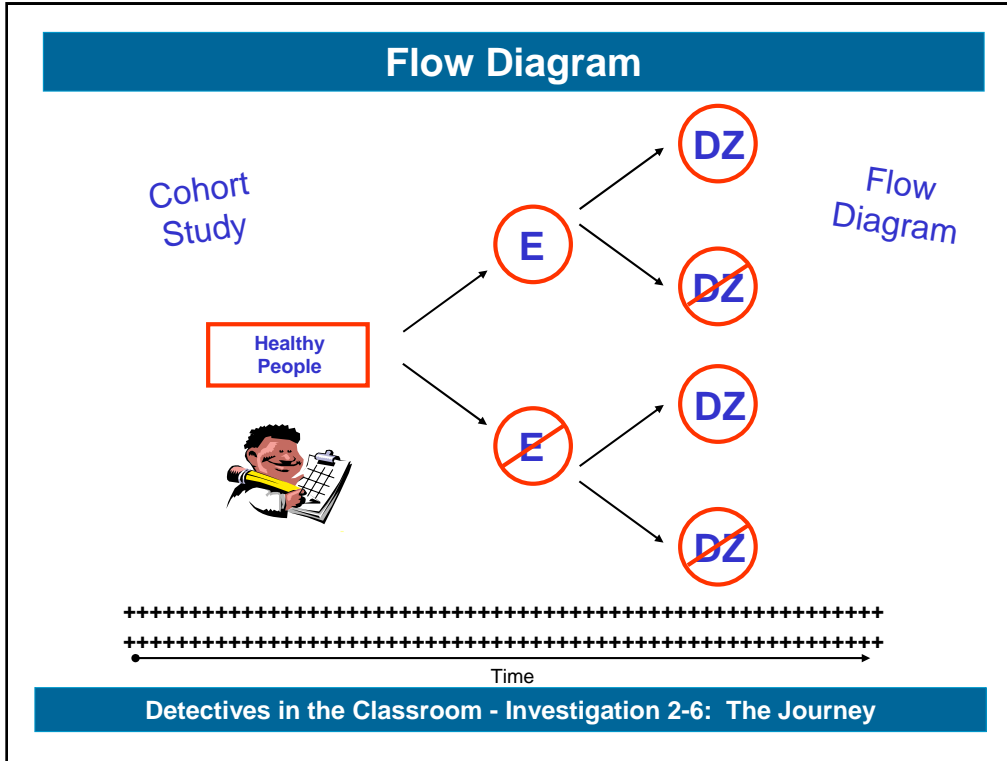 Flow Diagram
Cohort
Study
Flow
Diagram
DZ
E
DZ
Healthy
People
DZ
E
DZ
++++++++++++++++++++++++++++++++++++++++++++++++++++++++++
++++++++++++++++++++++++++++++++++++++++++++++++++++++++++
Time
Detectives in the Classroom - Investigation 2-6: The Journey